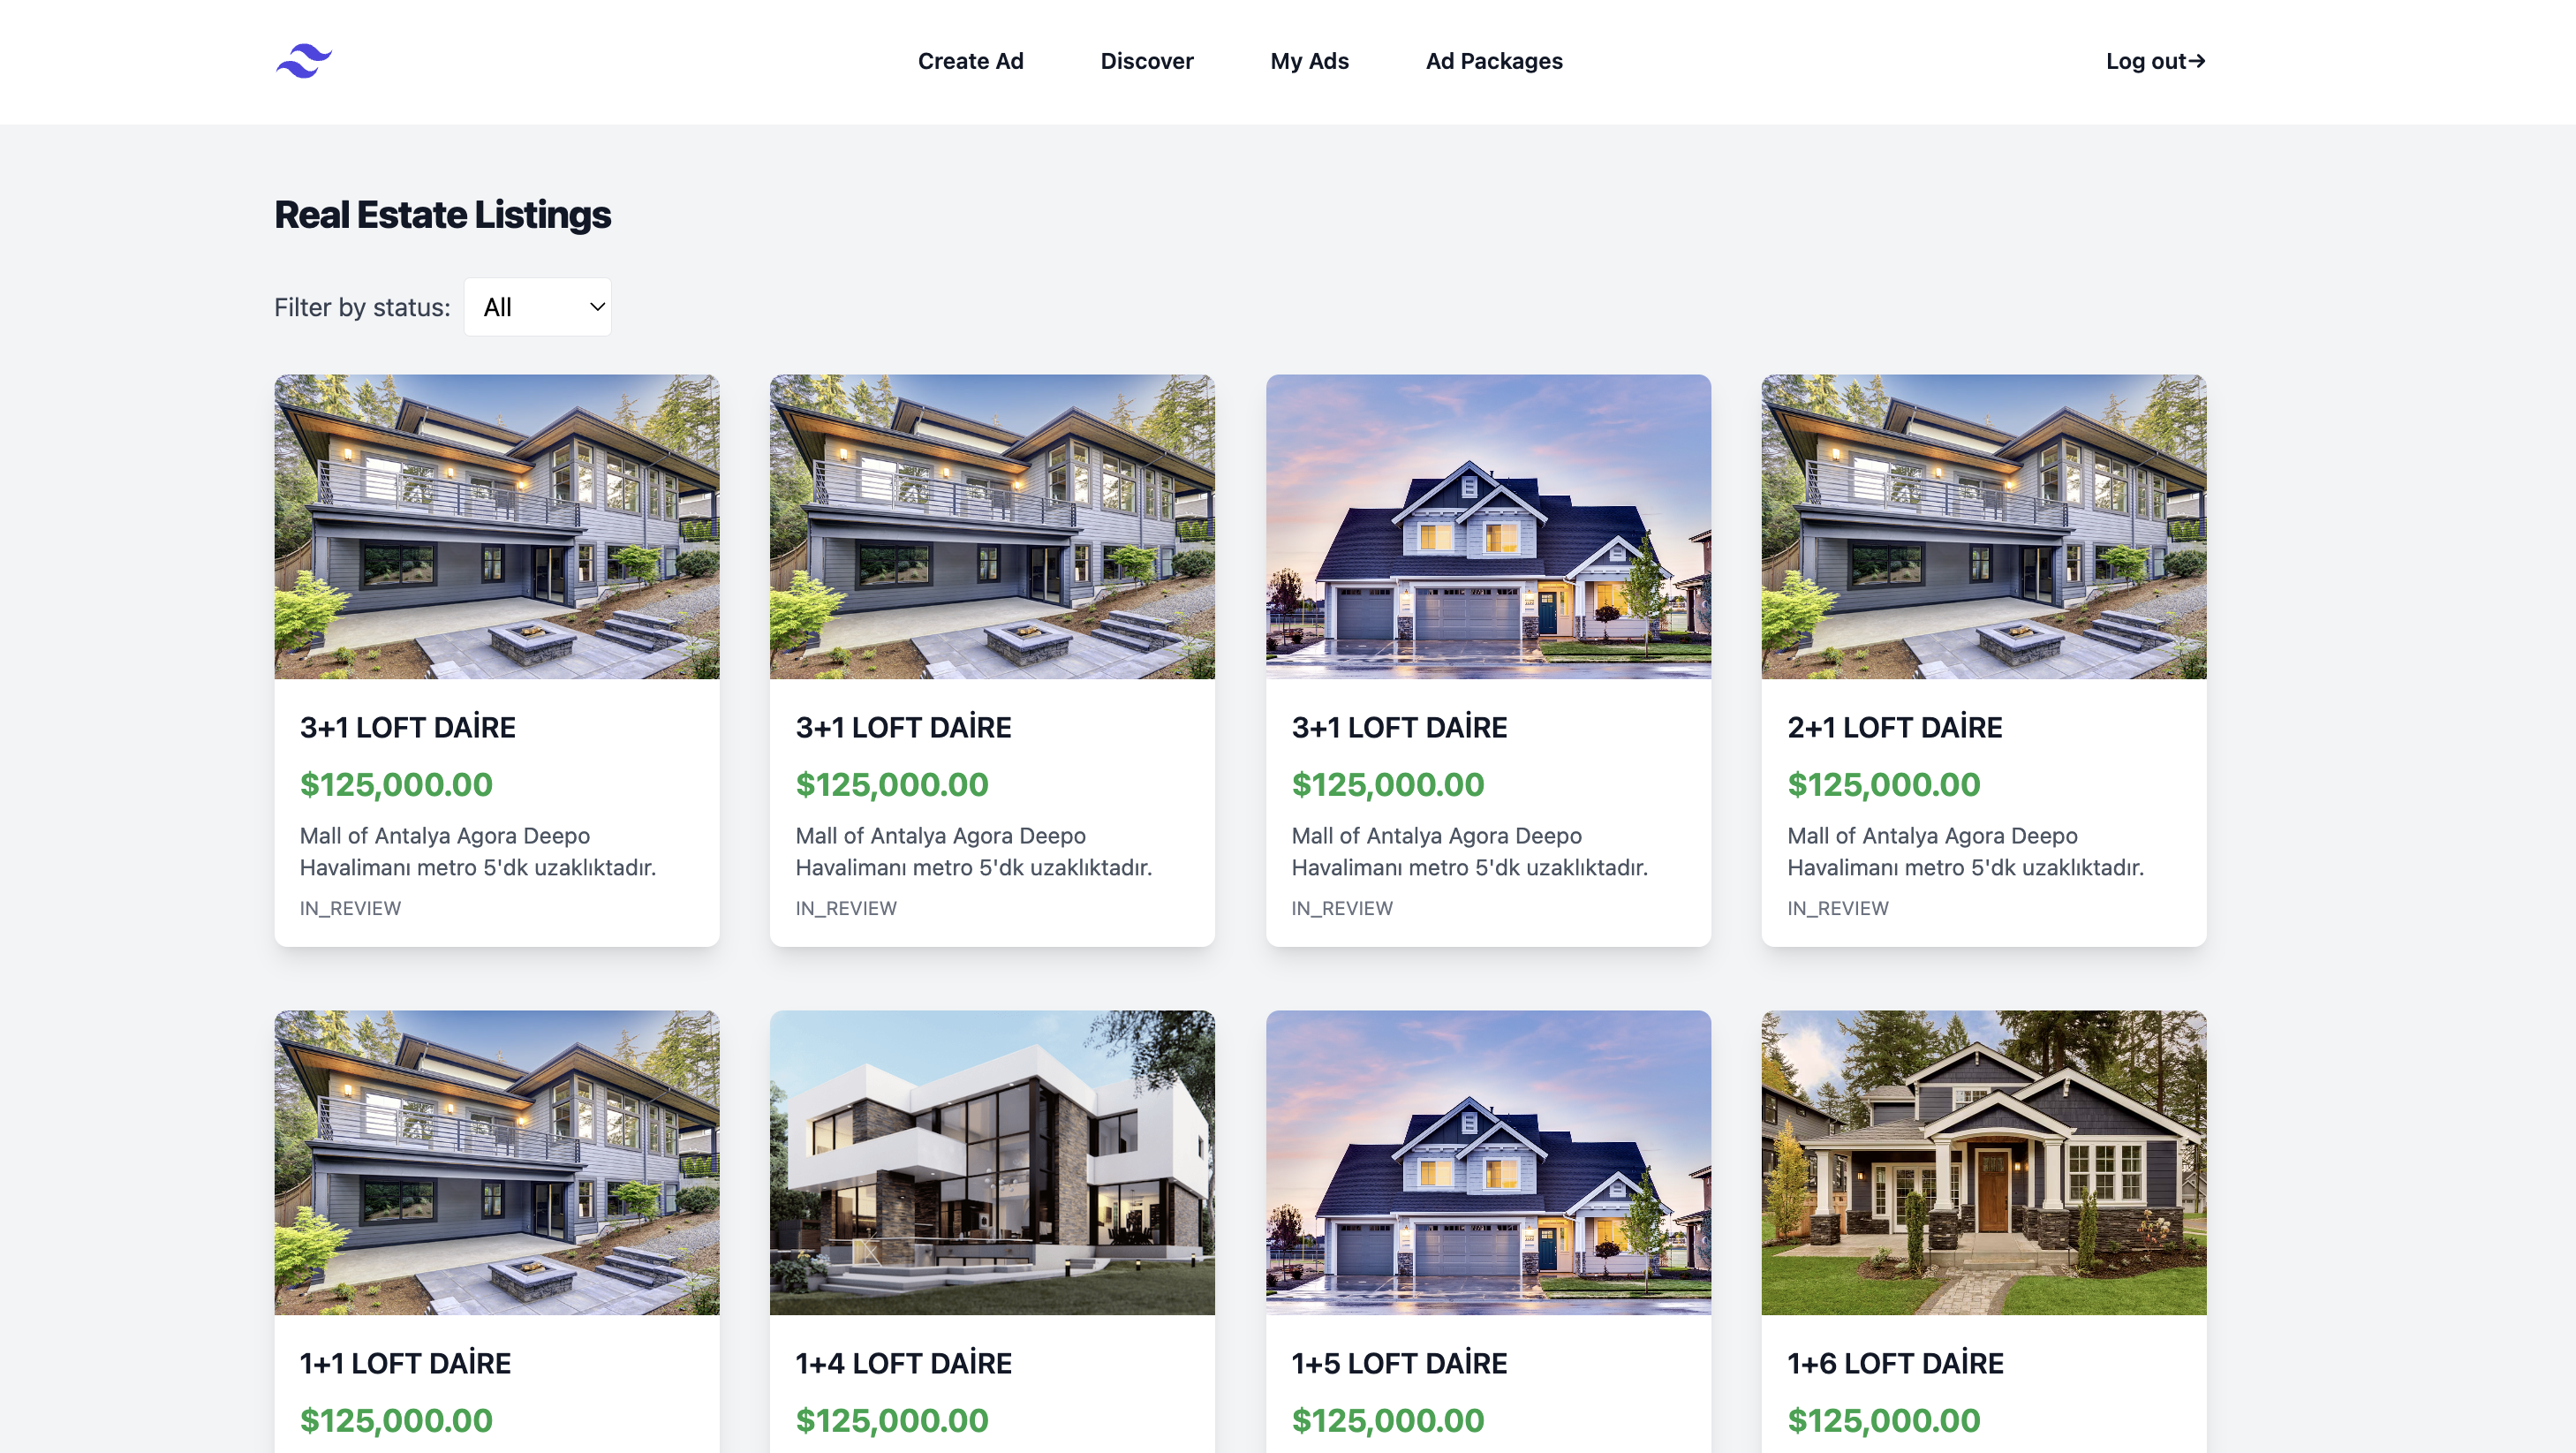 Create Ad
Discover
My Ads
Ad Packages
Log out→
Real Estate Listings
Filter by status:
All
3+1 LOFT DAİRE
$125,000.00
Mall of Antalya Agora Deepo
Havalimanı metro 5'dk uzaklıktadır.
IN_REVIEW
3+1 LOFT DAİRE
$125,000.00
Mall of Antalya Agora Deepo
Havalimanı metro 5'dk uzaklıktadır.
IN_REVIEW
3+1 LOFT DAİRE
$125,000.00
Mall of Antalya Agora Deepo
Havalimanı metro 5'dk uzaklıktadır.
IN_REVIEW
2+1 LOFT DAİRE
$125,000.00
Mall of Antalya Agora Deepo
Havalimanı metro 5'dk uzaklıktadır.
IN_REVIEW
1+1 LOFT DAİRE
$125,000.00
1+4 LOFT DAİRE
$125,000.00
1+5 LOFT DAİRE
$125,000.00
1+6 LOFT DAİRE
$125,000.00